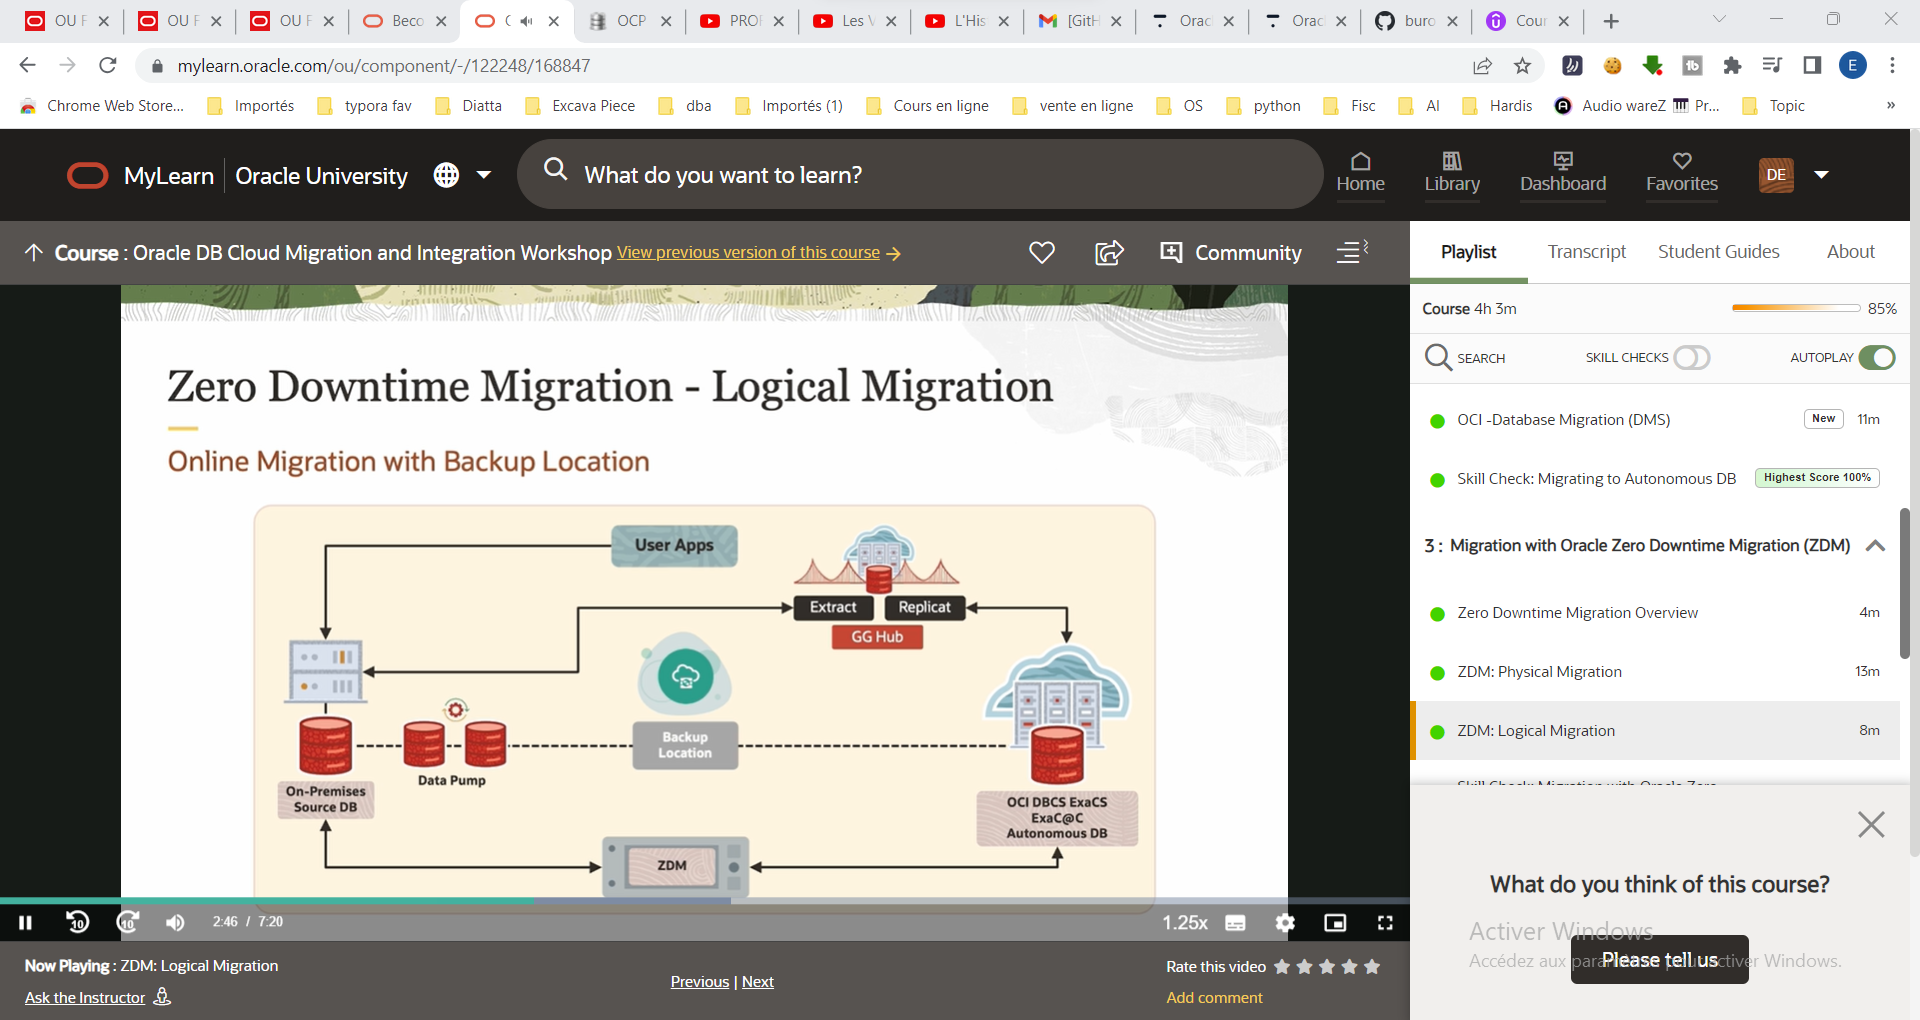 OU F
OU F
OU F
Beco
C
OCP
PROF
Les V
L'His
[GitH
Orac
Orac
buro
Cour
mylearn.oracle.com/ou/component/-/122248/168847
E
Chrome Web Store...
Importés
typora fav
Diatta
Excava Piece
dba
Importés (1)
Cours en ligne
vente en ligne
OS
python
Fisc
AI
Hardis
Audio wareZ
Pr...
Topic
»
MyLearn
Oracle University
What do you want to learn?
Home
Library
Dashboard
Favorites
DE
Course : Oracle DB Cloud Migration and Integration Workshop View previous version of this course
Community
Playlist
Transcript
Student Guides
About
Course 4h 3m
85%
SEARCH
SKILL CHECKS
AUTOPLAY
OCI -Database Migration (DMS)
New
11m
Skill Check: Migrating to Autonomous DB
Highest Score 100%
3 : Migration with Oracle Zero Downtime Migration (ZDM)
Zero Downtime Migration Overview
4m
ZDM: Physical Migration
13m
ZDM: Logical Migration
8m
Skill Check: Migration with Oracle Zero
Zero Downtime Migration - Logical Migration
Online Migration with Backup Location
User Apps
Extract
Replicat
GG Hub
Backup
Location
Data Pump
On-Premises
Source DB
OCI DBCS ExaCS
ExaC@C
Autonomous DB
ZDM
10
10
2:46 / 7:20
1.25x
Now Playing : ZDM: Logical Migration
Ask the Instructor
Previous | Next
Rate this video
Add comment
What do you think of this course?
Please tell us
Activer Windows
Accédez aux paramètres pour activer Windows.